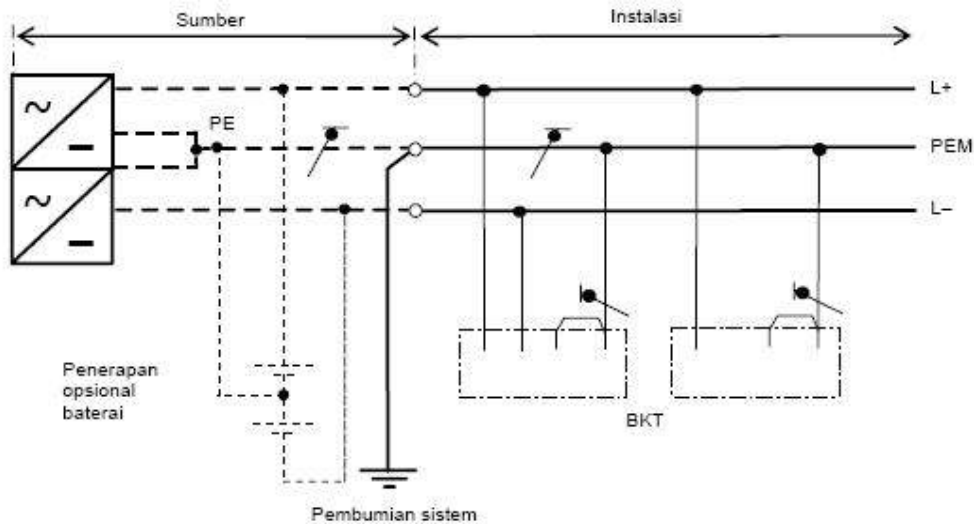 Sumber
Instalasi
L+
PE
PEM
L–
Penerapan
opsional
baterai
BKT
Pembumian sistem